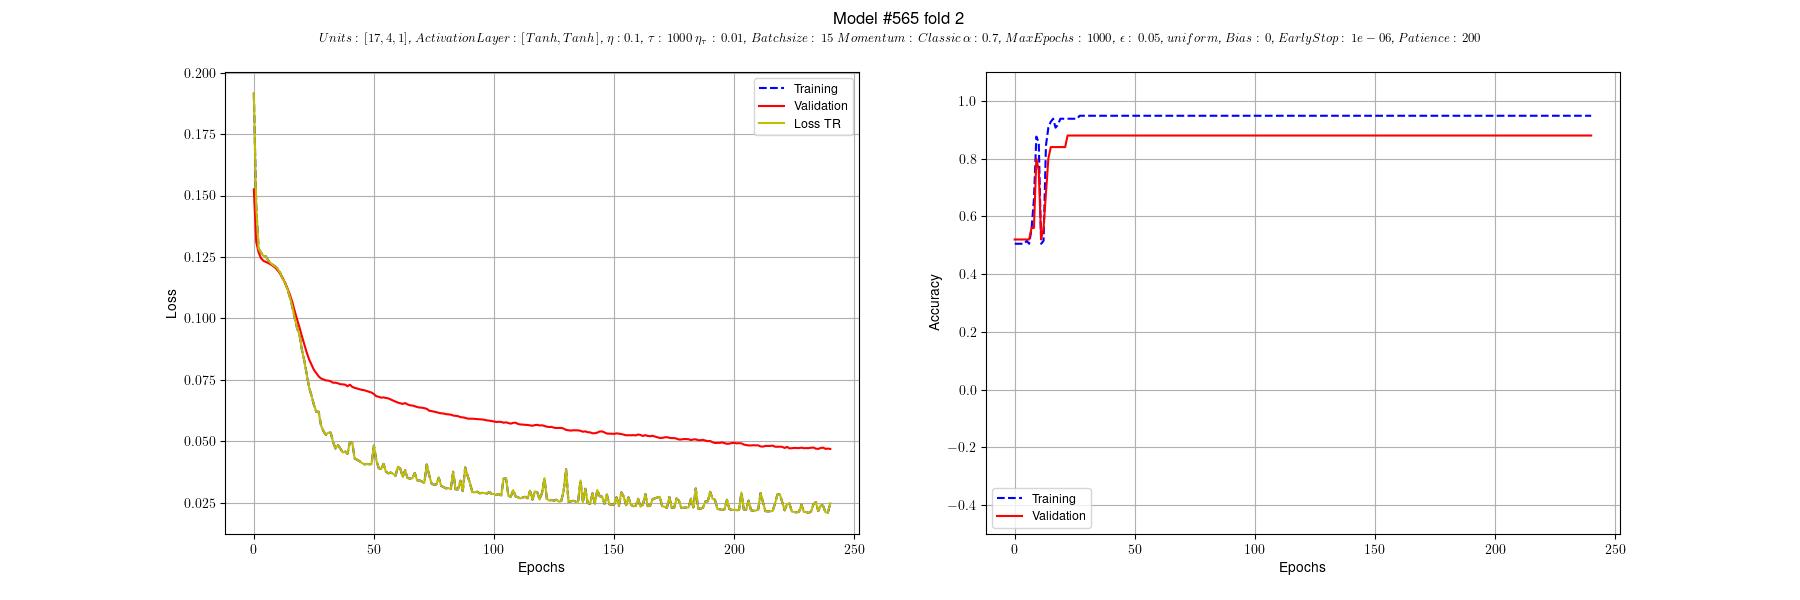 Model #565 fold 2
Units : [17, 4, 1], ActivationLayer : [Tanh, Tanh], η : 0.1, τ : 1000 ητ : 0.01, Batchsize : 15 Momentum : Classic α : 0.7, MaxEpochs : 1000, ϵ : 0.05, uniform, Bias : 0, EarlyStop : 1e − 06, Patience : 200
0.200
0.175
0.150
0.125
0.100
0.075
0.050
0.025
Loss
0 50 100 150 200 250
Epochs
Training
Validation
Loss TR
1.0
0.8
0.6
0.4
0.2
0.0
−0.2
−0.4
Accuracy
0 50 100 150 200 250
Epochs
Training
Validation